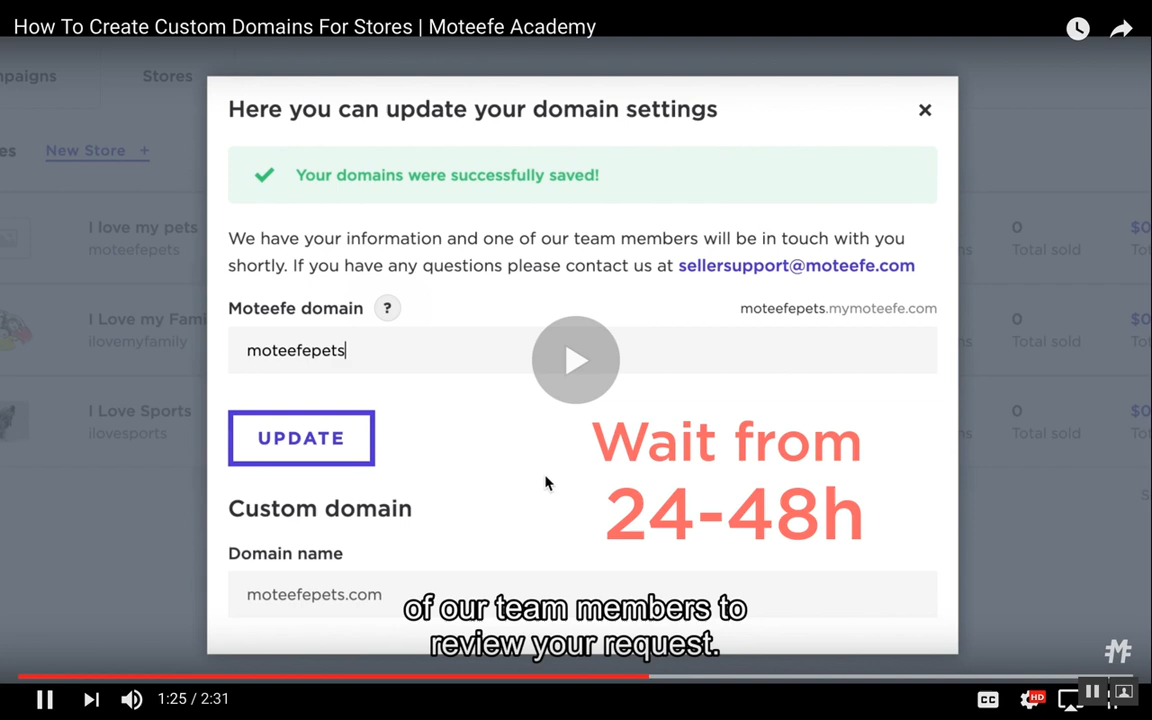 How To Create Custom Domains For Stores | Moteefe Academy
mpaigns
Stores
Here you can update your domain settings
New Store +
Your domains were successfully saved!
I love my pets
moteefepets
0
$0
Total sold
We have your information and one of our team members will be in touch with you
shortly. If you have any questions please contact us at sellersupport@moteefe.com
Moteefe domain ?
moteefepets.mymoteefe.com
I Love my Fami
ilovemyfamily
0
$0
Total sold
moteefepets
I Love Sports
ilovesports
0
$0
Total sold
UPDATE
Wait from
24-48h
Custom domain
Domain name
moteefepets.com
of our team members to
review your request.
1:25 / 2:31
CC
HD